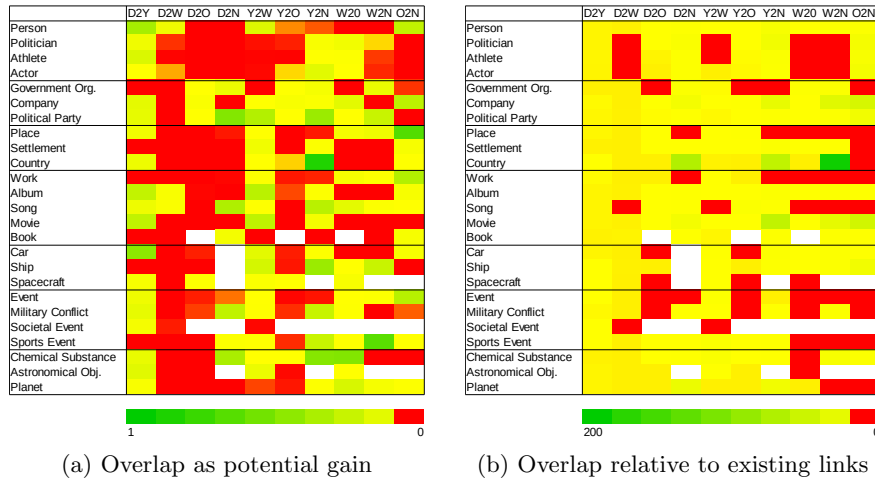 D2Y D2W D2O D2N Y2W Y2O Y2N W20 W2N O2N
Person
Politician
Athlete
Actor
Government Org.
Company
Political Party
Place
Settlement
Country
Work
Album
Song
Movie
Book
Car
Ship
Spacecraft
Event
Military Conflict
Societal Event
Sports Event
Chemical Substance
Astronomical Obj.
Planet
1 0
(a) Overlap as potential gain
D2Y D2W D2O D2N Y2W Y2O Y2N W20 W2N O2N
Person
Politician
Athlete
Actor
Government Org.
Company
Political Party
Place
Settlement
Country
Work
Album
Song
Movie
Book
Car
Ship
Spacecraft
Event
Military Conflict
Societal Event
Sports Event
Chemical Substance
Astronomical Obj.
Planet
200
(b) Overlap relative to existing links